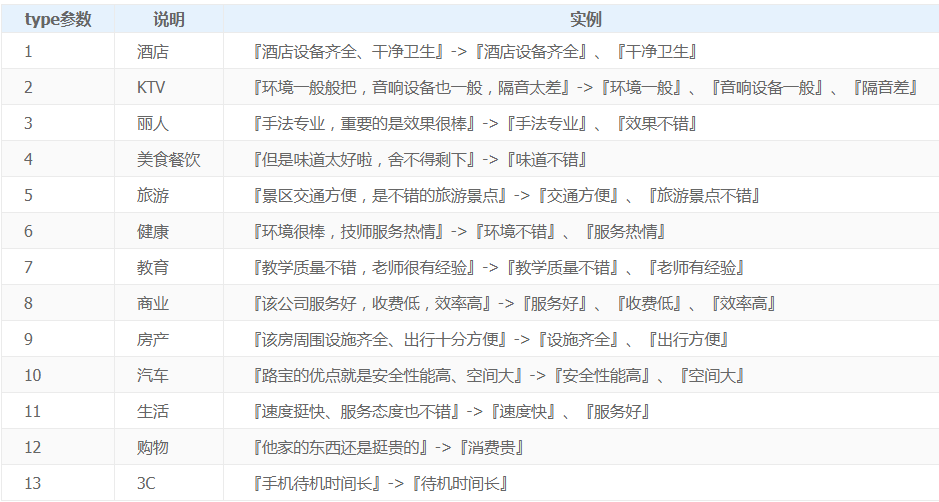 type参数 说明 实例
1 酒店 『酒店设备齐全、干净卫生』->『酒店设备齐全』、『干净卫生』
2 KTV 『环境一般般把，音响设备也一般，隔音太差』->『环境一般』、『音响设备一般』、『隔音差』
3 丽人 『手法专业，重要的是效果很棒』->『手法专业』、『效果不错』
4 美食餐饮 『但是味道太好啦，舍不得剩下』->『味道不错』
5 旅游 『景区交通方便，是不错的旅游景点』->『交通方便』、『旅游景点不错』
6 健康 『环境很棒，技师服务热情』->『环境不错』、『服务热情』
7 教育 『教学质量不错，老师很有经验』->『教学质量不错』、『老师有经验』
8 商业 『该公司服务好，收费低，效率高』->『服务好』、『收费低』、『效率高』
9 房产 『该房周围设施齐全、出行十分方便』->『设施齐全』、『出行方便』
10 汽车 『路宝的优点就是安全性能高、空间大』->『安全性能高』、『空间大』
11 生活 『速度挺快、服务态度也不错』->『速度快』、『服务好』
12 购物 『他家的东西还是挺贵的』->『消费贵』
13 3C 『手机待机时间长』->『待机时间长』